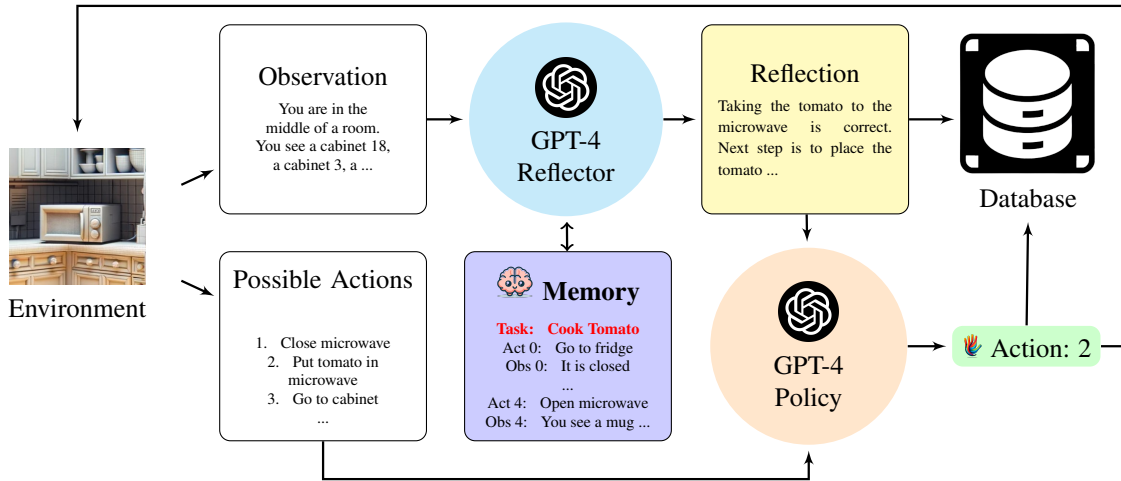 Observation
You are in the
middle of a room.
You see a cabinet 18,
a cabinet 3, a ...
GPT-4
Reflector
Reflection
Taking the tomato to the
microwave is correct.
Next step is to place the
tomato ...
Database
Environment
Possible Actions
1. Close microwave
2. Put tomato in
microwave
3. Go to cabinet
...
Memory
Task: Cook Tomato
Act 0: Go to fridge
Obs 0: It is closed
...
Act 4: Open microwave
Obs 4: You see a mug ...
GPT-4
Policy
Action: 2